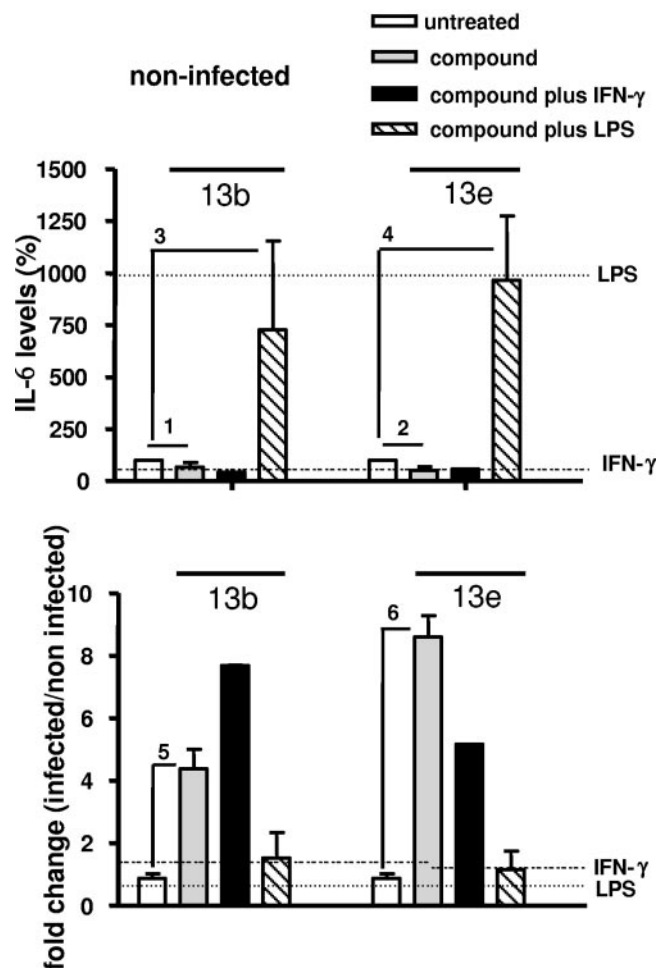 untreated
compound
compound plus IFN-γ
compound plus LPS
non-infected
IL-6 levels (%)
1500
1250
1000
750
500
250
0
13b
13e
3
4
1
2
LPS
IFN-γ
fold change (infected/non infected)
10
8
6
4
2
0
13b
13e
5
6
IFN-γ
LPS